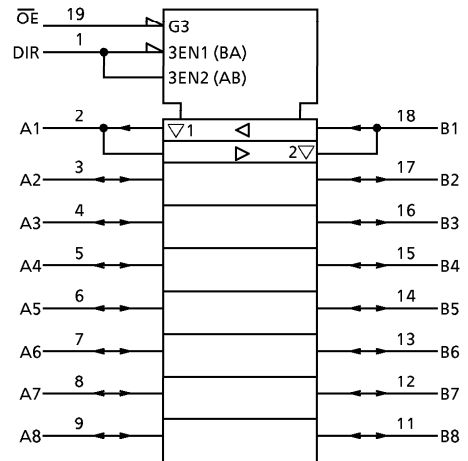 OE 19 G3
DIR 1 3EN1 (BA)
3EN2 (AB)
A1 2 ▽1 ◁ 18 B1
▷ 2▽
A2 3 17 B2
A3 4 16 B3
A4 5 15 B4
A5 6 14 B5
A6 7 13 B6
A7 8 12 B7
A8 9 11 B8